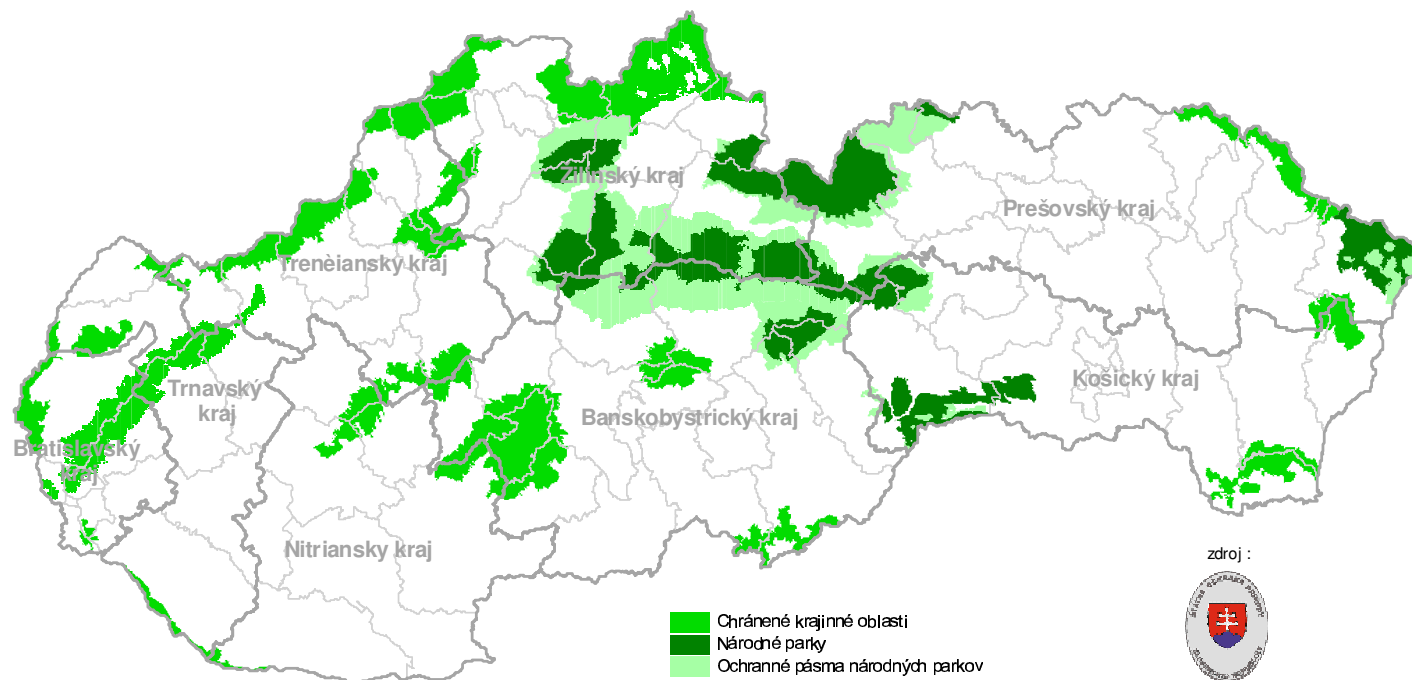 Žilinský kraj
Prešovský kraj
Trenèianský kraj
Trnavský
kraj
Košický kraj
Banskobystrický kraj
Bratislavský
kraj
Nitriansky kraj
zdroj :
Chránené krajinné oblasti
Národné parky
Ochranné pásma národných parkov